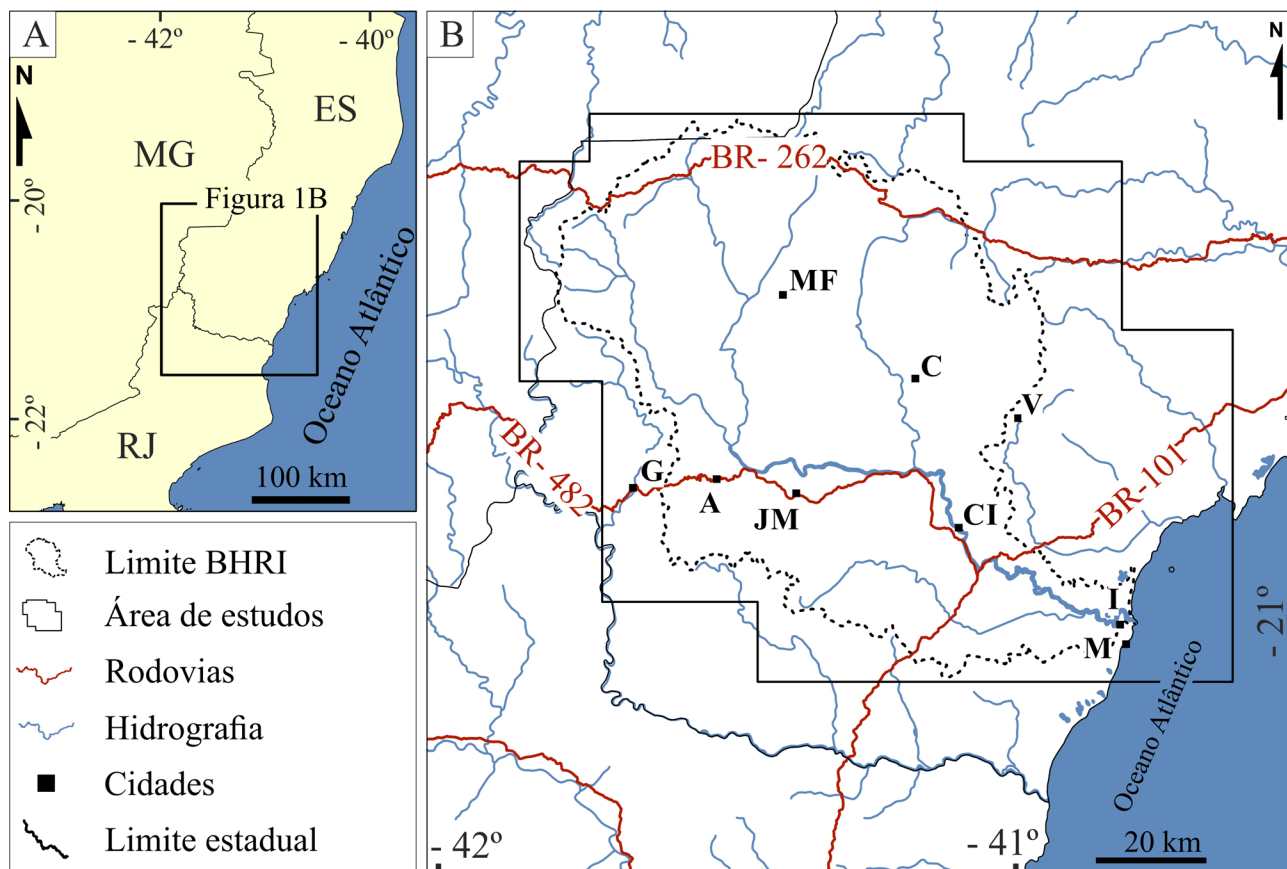 A
- 42º
- 40º
N
ES
MG
- 20º
Figura 1B
Oceano Atlântico
- 22º
RJ
100 km
Limite BHRI
Área de estudos
Rodovias
Hidrografia
Cidades
Limite estadual
B
N
BR- 262
MF
C
V
BR- 482
G
A
JM
CI
BR-101
I
M
- 21º
Oceano Atlântico
- 42º
- 41º
20 km